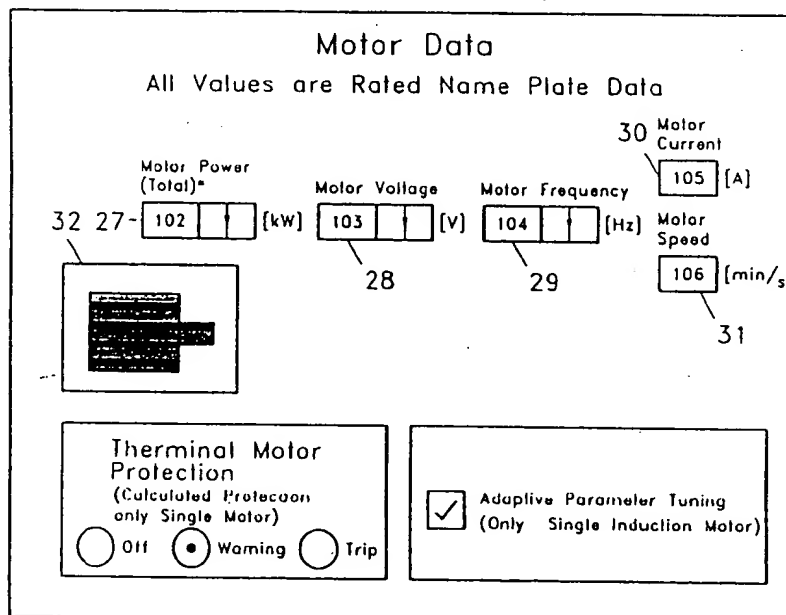 Motor Data
All Values are Rated Name Plate Data
30 Motor Current
105 [A]
Motor Power (Total)*
32 27 102 [kW]
Motor Voltage
103 [V]
28
Motor Frequency
104 [Hz]
29
Motor Speed
106 [min/s
31
Therminal Motor
Protection
(Calculated Protecaon
only Single Motor)
Off Warning Trip
Adaptive Parameter Tuning
(Only Single Induction Motor)